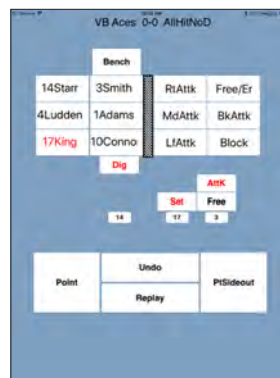 VB Aces 0-0 AllHitNoD
Bench
14Starr 3Smith RtAttk Free/Er
4Ludden 1Adams MdAttk BkAttk
17King 10Conno LfAttk Block
Dig
AttK
Set Free
14 17 3
Point Undo PtSideout
Replay